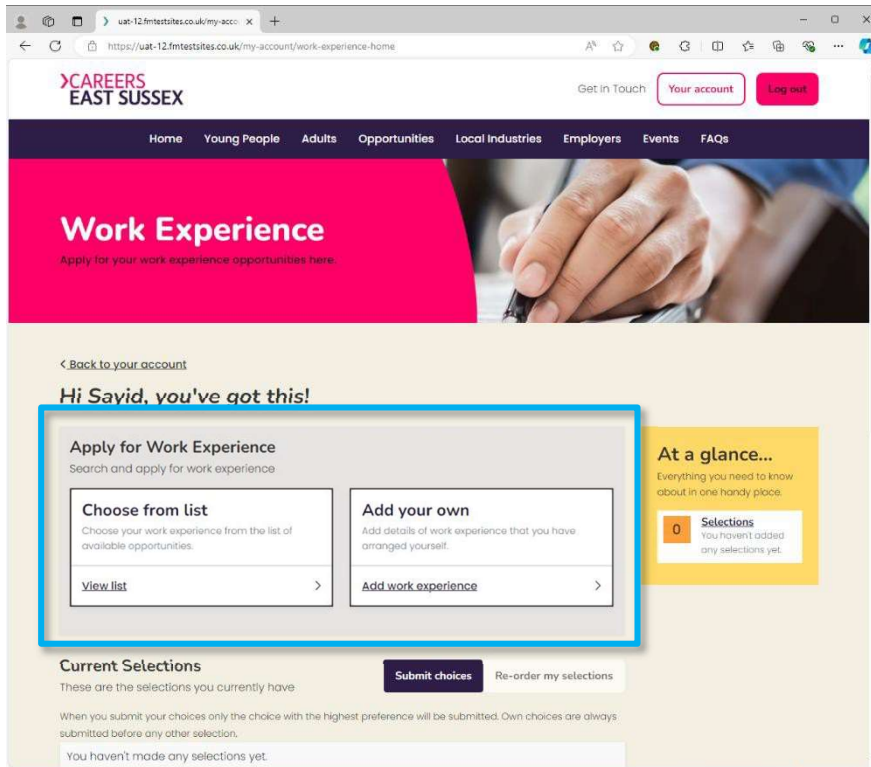 uat-12.fmtestsites.co.uk/my-acco
https://uat-12.fmtestsites.co.uk/my-account/work-experience-home
CAREERS
EAST SUSSEX
Get in Touch
Your account
Log out
Home Young People Adults Opportunities Local Industries Employers Events FAQs
Work Experience
Apply for your work experience opportunities here.
< Back to your account
Hi Sayid, you've got this!
Apply for Work Experience
Search and apply for work experience
Choose from list
Choose your work experience from the list of
available opportunities.
View list
Add your own
Add details of work experience that you have
arranged yourself.
Add work experience
At a glance...
Everything you need to know
about in one handy place.
0
Selections
You haven't added
any selections yet.
Current Selections
These are the selections you currently have
Submit choices
Re-order my selections
When you submit your choices only the choice with the highest preference will be submitted. Own choices are always
submitted before any other selection.
You haven't made any selections yet.